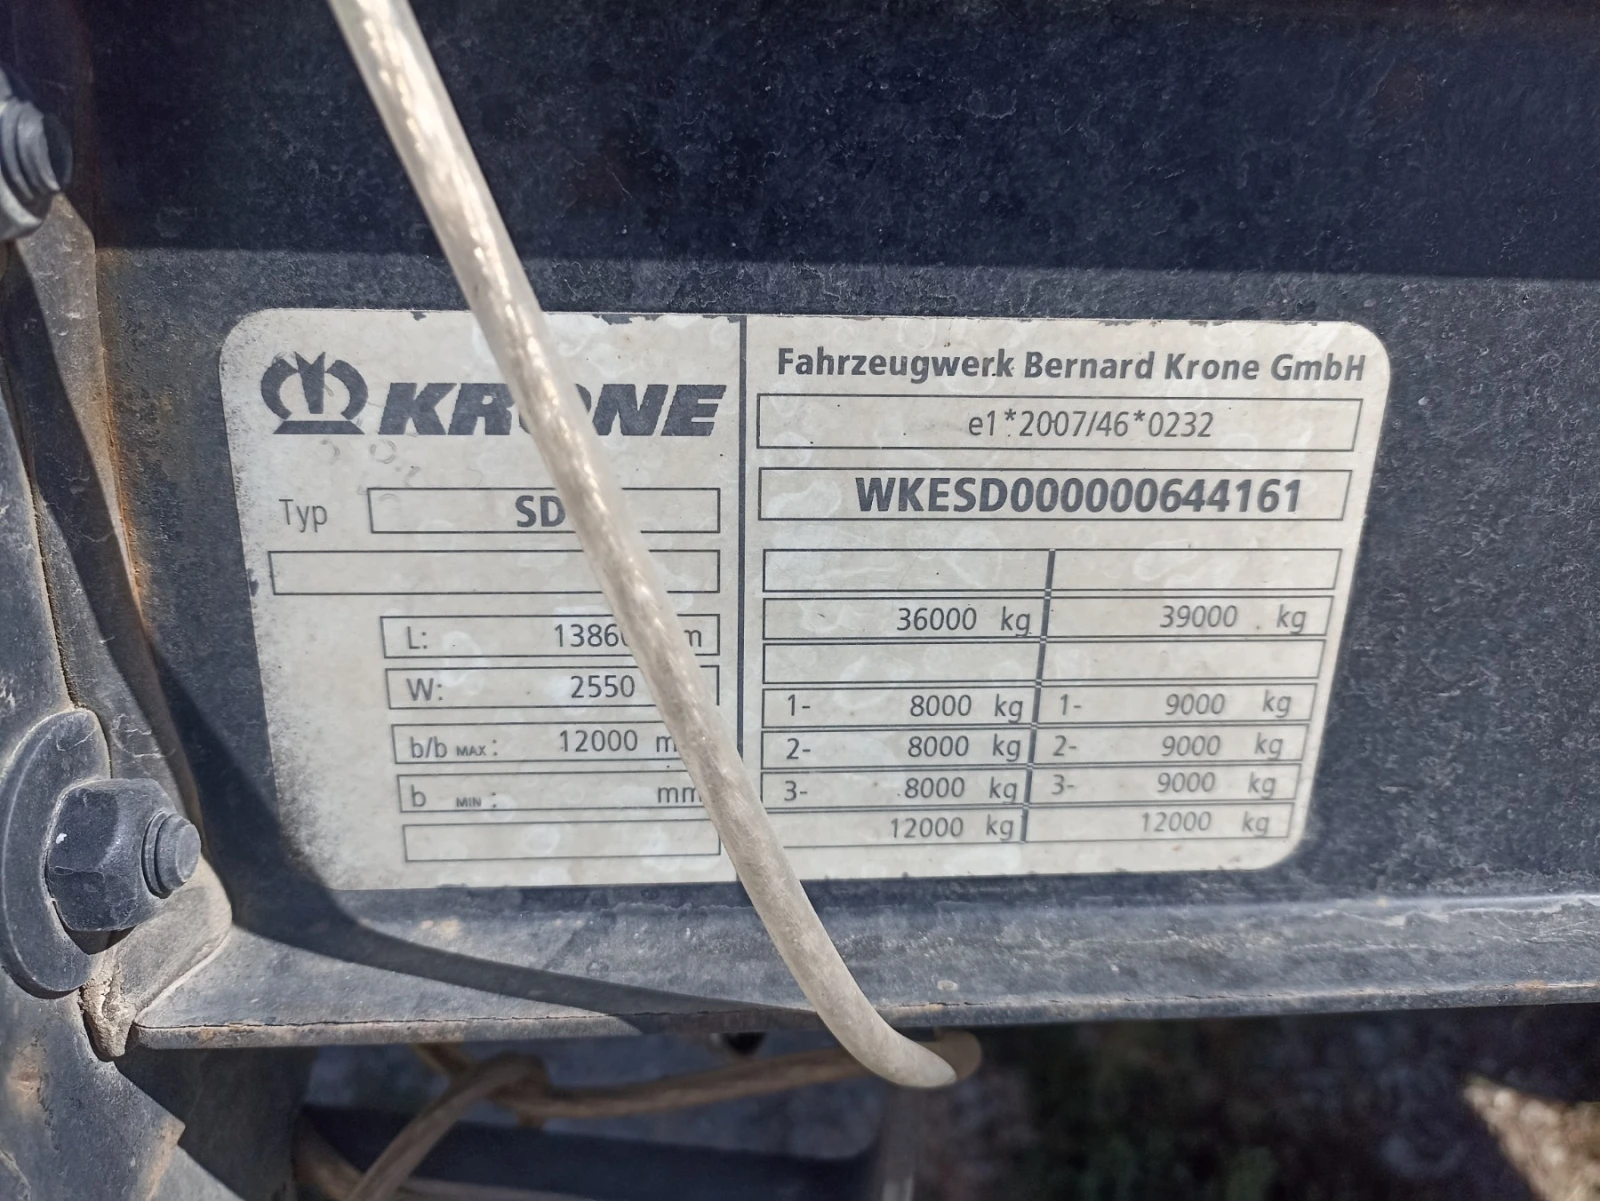 KRONE
Typ SD
L: 13860 mm
W: 2550
b/b MAX: 12000 m
b MIN: mm
Fahrzeugwerk Bernard Krone GmbH
e1*2007/46*0232
WKESD000000644161
36000 kg 39000 kg
1- 8000 kg 1- 9000 kg
2- 8000 kg 2- 9000 kg
3- 8000 kg 3- 9000 kg
12000 kg 12000 kg